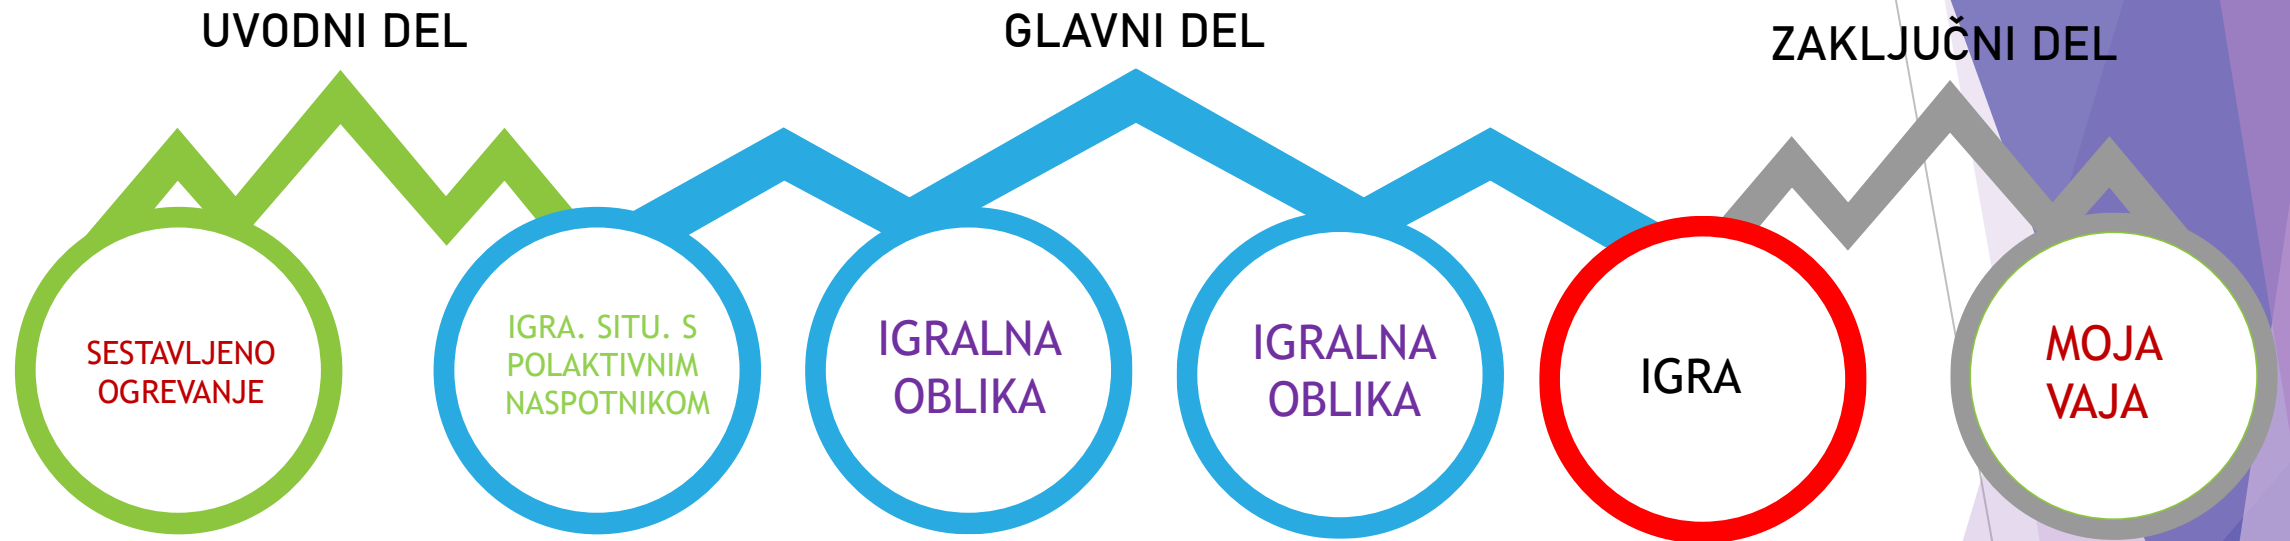 UVODNI DEL
GLAVNI DEL
ZAKLJUČNI DEL
SESTAVLJENO
OGREVANJE
IGRA. SITU. S
POLAKTIVNIM
NASPOTNIKOM
IGRALNA
OBLIKA
IGRALNA
OBLIKA
IGRA
MOJA
VAJA